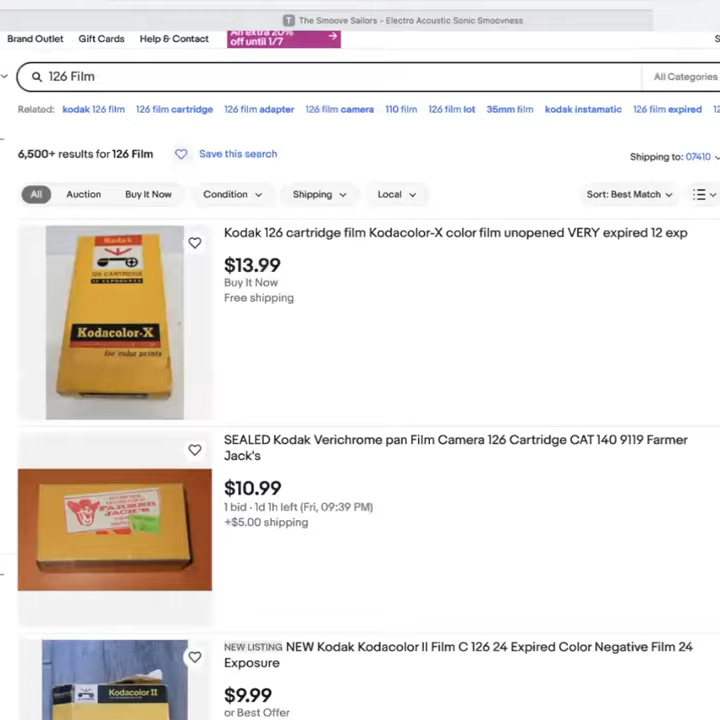 T The Smoove Sailors - Electro Acoustic Sonic Smoovness
Brand Outlet Gift Cards Help & Contact
An extra 20%
off until 1/7
126 Film All Categories
Related: kodak 126 film 126 film cartridge 126 film adapter 126 film camera 110 film 126 film lot 35mm film kodak instamatic 126 film expired
6,500+ results for 126 Film Save this search
Shipping to: 07410
All Auction Buy It Now Condition Shipping Local Sort: Best Match
Kodak 126 cartridge film Kodacolor-X color film unopened VERY expired 12 exp
$13.99
Buy It Now
Free shipping
Kodak
126 CARTRIDGE
12 EXPOSURES
Kodacolor-X
for color prints
SEALED Kodak Verichrome pan Film Camera 126 Cartridge CAT 140 9119 Farmer
Jack's
$10.99
1 bid · 1d 1h left (Fri, 09:39 PM)
+$5.00 shipping
FARMER
JACK'S
NEW LISTING NEW Kodak Kodacolor II Film C 126 24 Expired Color Negative Film 24
Exposure
$9.99
or Best Offer
Kodacolor II